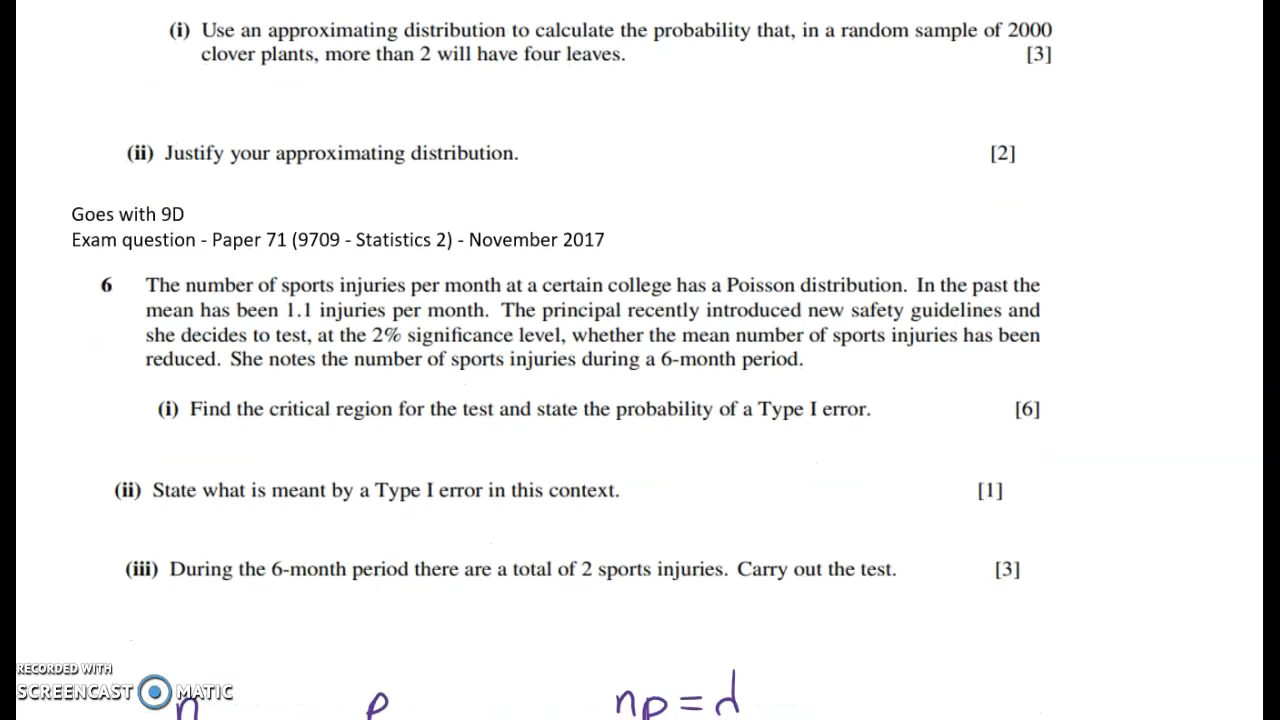 (i) Use an approximating distribution to calculate the probability that, in a random sample of 2000
clover plants, more than 2 will have four leaves. [3]
(ii) Justify your approximating distribution. [2]
Goes with 9D
Exam question - Paper 71 (9709 - Statistics 2) - November 2017
6 The number of sports injuries per month at a certain college has a Poisson distribution. In the past the
mean has been 1.1 injuries per month. The principal recently introduced new safety guidelines and
she decides to test, at the 2% significance level, whether the mean number of sports injuries has been
reduced. She notes the number of sports injuries during a 6-month period.
(i) Find the critical region for the test and state the probability of a Type I error. [6]
(ii) State what is meant by a Type I error in this context. [1]
(iii) During the 6-month period there are a total of 2 sports injuries. Carry out the test. [3]
RECORDED WITH
SCREENCAST MATIC
n p np = d